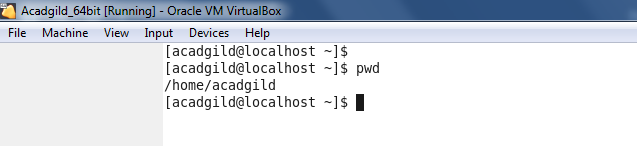 Acadgild_64bit [Running] - Oracle VM VirtualBox
File Machine View Input Devices Help
[acadgild@localhost ~]$
[acadgild@localhost ~]$ pwd
/home/acadgild
[acadgild@localhost ~]$